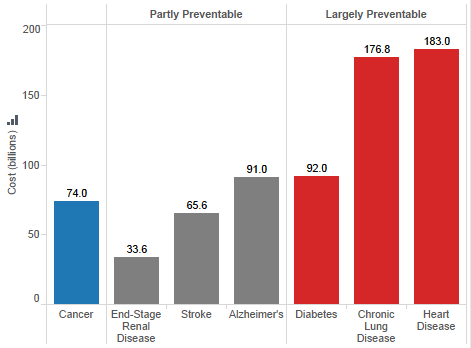 Partly Preventable
Largely Preventable
200
150
100
50
0
Cost (billions)
74.0
33.6
65.6
91.0
92.0
176.8
183.0
Cancer
End-Stage
Renal
Disease
Stroke
Alzheimer's
Diabetes
Chronic
Lung
Disease
Heart
Disease